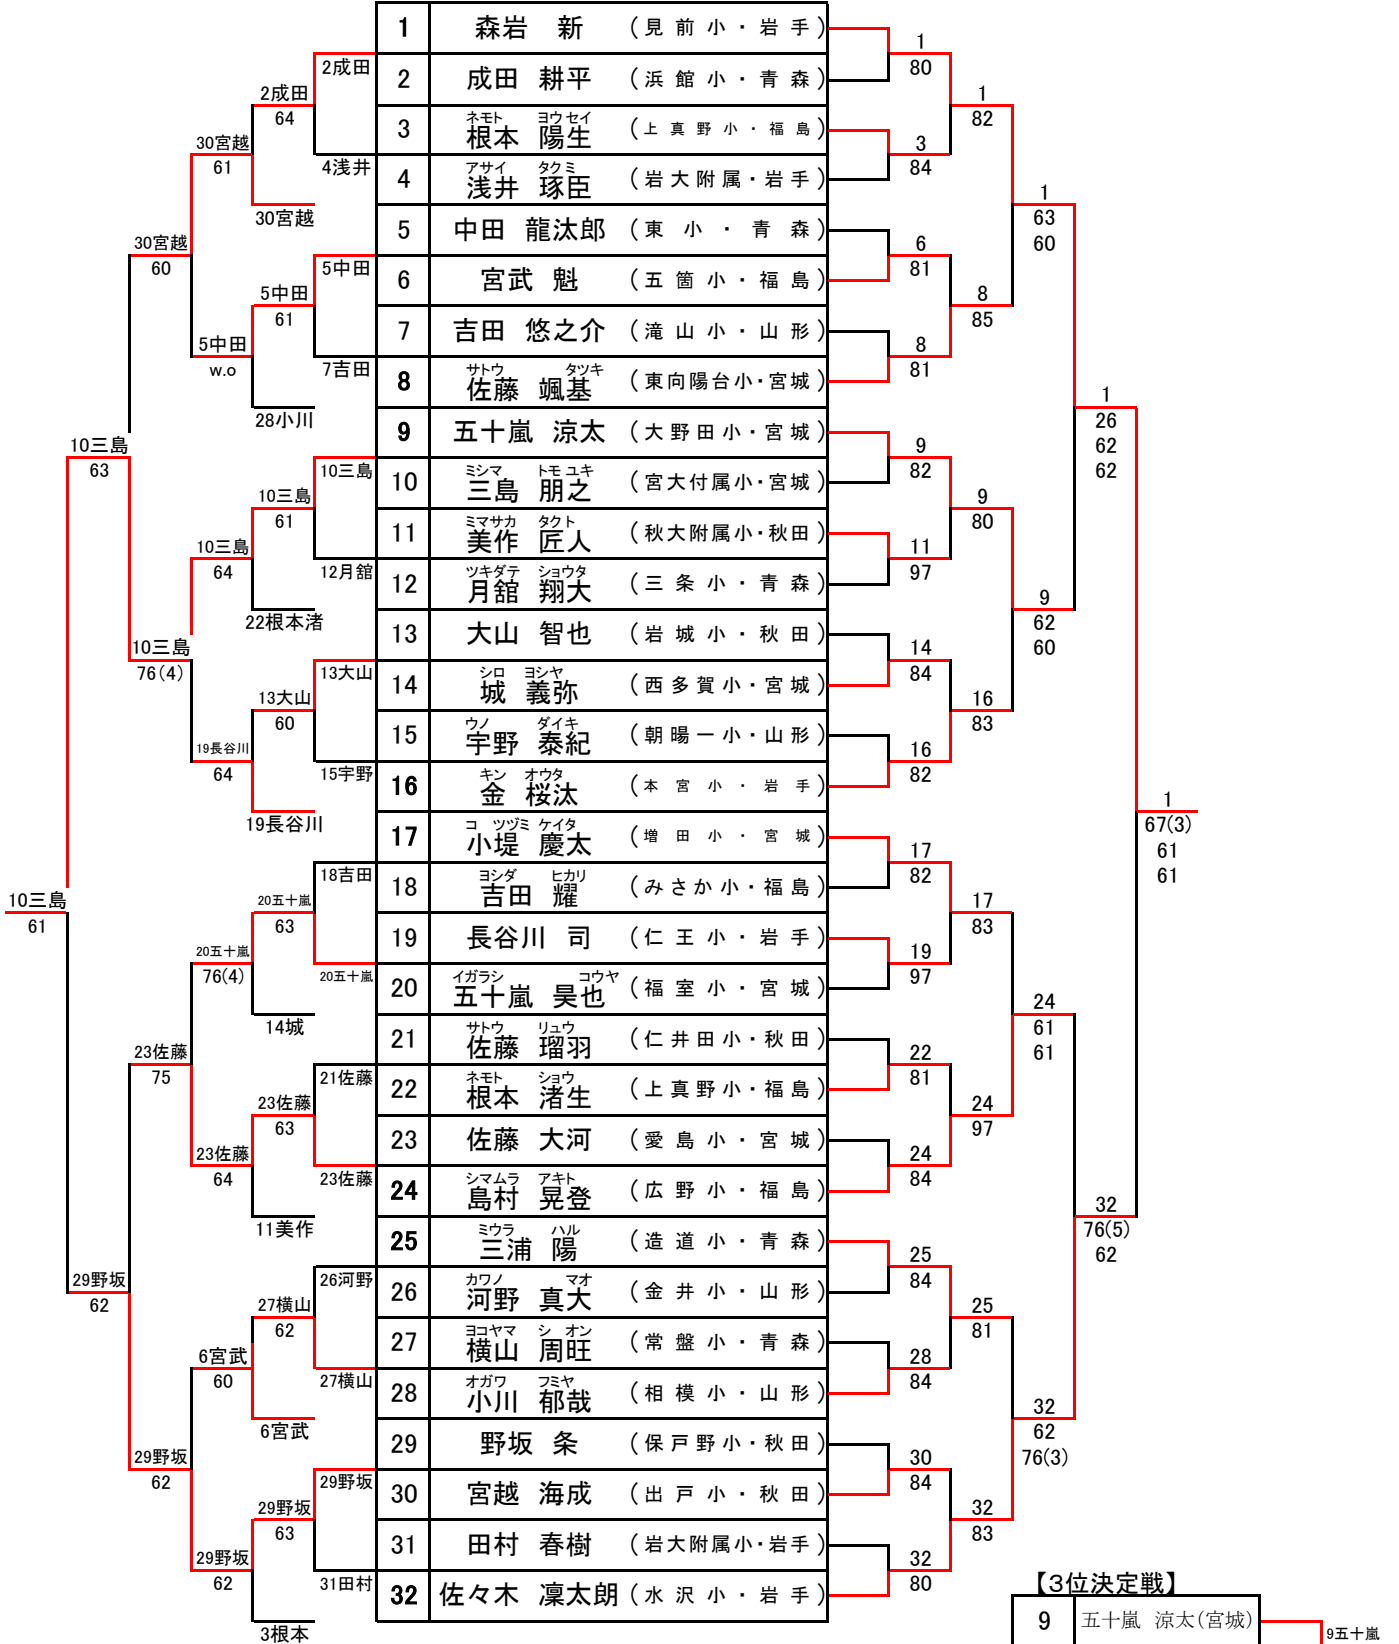 1 森岩 新 (見前小・岩手)
2 成田 耕平 (浜館小・青森)
ネモト ヨウセイ
3 根本 陽生 (上真野小・福島)
アサイ タクミ
4 浅井 琢臣 (岩大附属・岩手)
5 中田 龍汰郎 (東小・青森)
6 宮武 魁 (五箇小・福島)
7 吉田 悠之介 (滝山小・山形)
サトウ タツキ
8 佐藤 颯基 (東向陽台小・宮城)
9 五十嵐 涼太 (大野田小・宮城)
ミシマ トモユキ
10 三島 朋之 (宮大付属小・宮城)
ミマサカ タクト
11 美作 匠人 (秋大附属小・秋田)
ツキダテ ショウタ
12 月舘 翔大 (三条小・青森)
13 大山 智也 (岩城小・秋田)
シロ ヨシヤ
14 城 義弥 (西多賀小・宮城)
ウノ ダイキ
15 宇野 泰紀 (朝暘一小・山形)
キン オウタ
16 金 桜汰 (本宮小・岩手)
コ ツヅミ ケイタ
17 小堤 慶太 (増田小・宮城)
ヨシダ ヒカリ
18 吉田 耀 (みさか小・福島)
19 長谷川 司 (仁王小・岩手)
イガラシ コウヤ
20 五十嵐 昊也 (福室小・宮城)
サトウ リュウ
21 佐藤 瑠羽 (仁井田小・秋田)
ネモト ショウ
22 根本 渚生 (上真野小・福島)
23 佐藤 大河 (愛島小・宮城)
シマムラ アキト
24 島村 晃登 (広野小・福島)
ミウラ ハル
25 三浦 陽 (造道小・青森)
カワノ マオ
26 河野 真大 (金井小・山形)
ヨコヤマ シ オン
27 横山 周旺 (常盤小・青森)
オガワ フミヤ
28 小川 郁哉 (相模小・山形)
29 野坂 条 (保戸野小・秋田)
30 宮越 海成 (出戸小・秋田)
31 田村 春樹 (岩大附属小・岩手)
32 佐々木 凜太朗 (水沢小・岩手)
2成田
4浅井
5中田
7吉田
10三島
12月舘
13大山
15宇野
18吉田
20五十嵐
21佐藤
23佐藤
26河野
27横山
29野坂
31田村
2成田
64
30宮越
5中田
61
28小川
10三島
61
22根本渚
13大山
60
19長谷川
20五十嵐
63
14城
23佐藤
63
11美作
27横山
62
6宮武
29野坂
63
3根本
30宮越
61
5中田
w.o
10三島
64
19長谷川
64
20五十嵐
76(4)
23佐藤
64
6宮武
60
29野坂
62
30宮越
60
10三島
76(4)
23佐藤
75
29野坂
62
10三島
63
29野坂
62
10三島
61
1
80
3
84
6
81
8
81
9
82
11
97
14
84
16
82
17
82
19
97
22
81
24
84
25
84
28
84
30
84
32
80
1
82
8
85
9
80
16
83
17
83
24
97
25
81
32
83
1
63
60
9
62
60
24
61
61
32
62
76(3)
1
26
62
62
32
76(5)
62
1
67(3)
61
61
【3位決定戦】
9 五十嵐 涼太(宮城)
9五十嵐